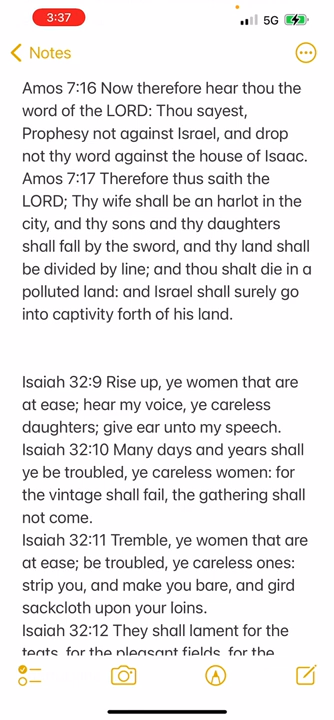 3:37
5G
Notes
Amos 7:16 Now therefore hear thou the
word of the LORD: Thou sayest,
Prophesy not against Israel, and drop
not thy word against the house of Isaac.
Amos 7:17 Therefore thus saith the
LORD; Thy wife shall be an harlot in the
city, and thy sons and thy daughters
shall fall by the sword, and thy land shall
be divided by line; and thou shalt die in a
polluted land: and Israel shall surely go
into captivity forth of his land.
Isaiah 32:9 Rise up, ye women that are
at ease; hear my voice, ye careless
daughters; give ear unto my speech.
Isaiah 32:10 Many days and years shall
ye be troubled, ye careless women: for
the vintage shall fail, the gathering shall
not come.
Isaiah 32:11 Tremble, ye women that are
at ease; be troubled, ye careless ones:
strip you, and make you bare, and gird
sackcloth upon your loins.
Isaiah 32:12 They shall lament for the
teats, for the pleasant fields, for the